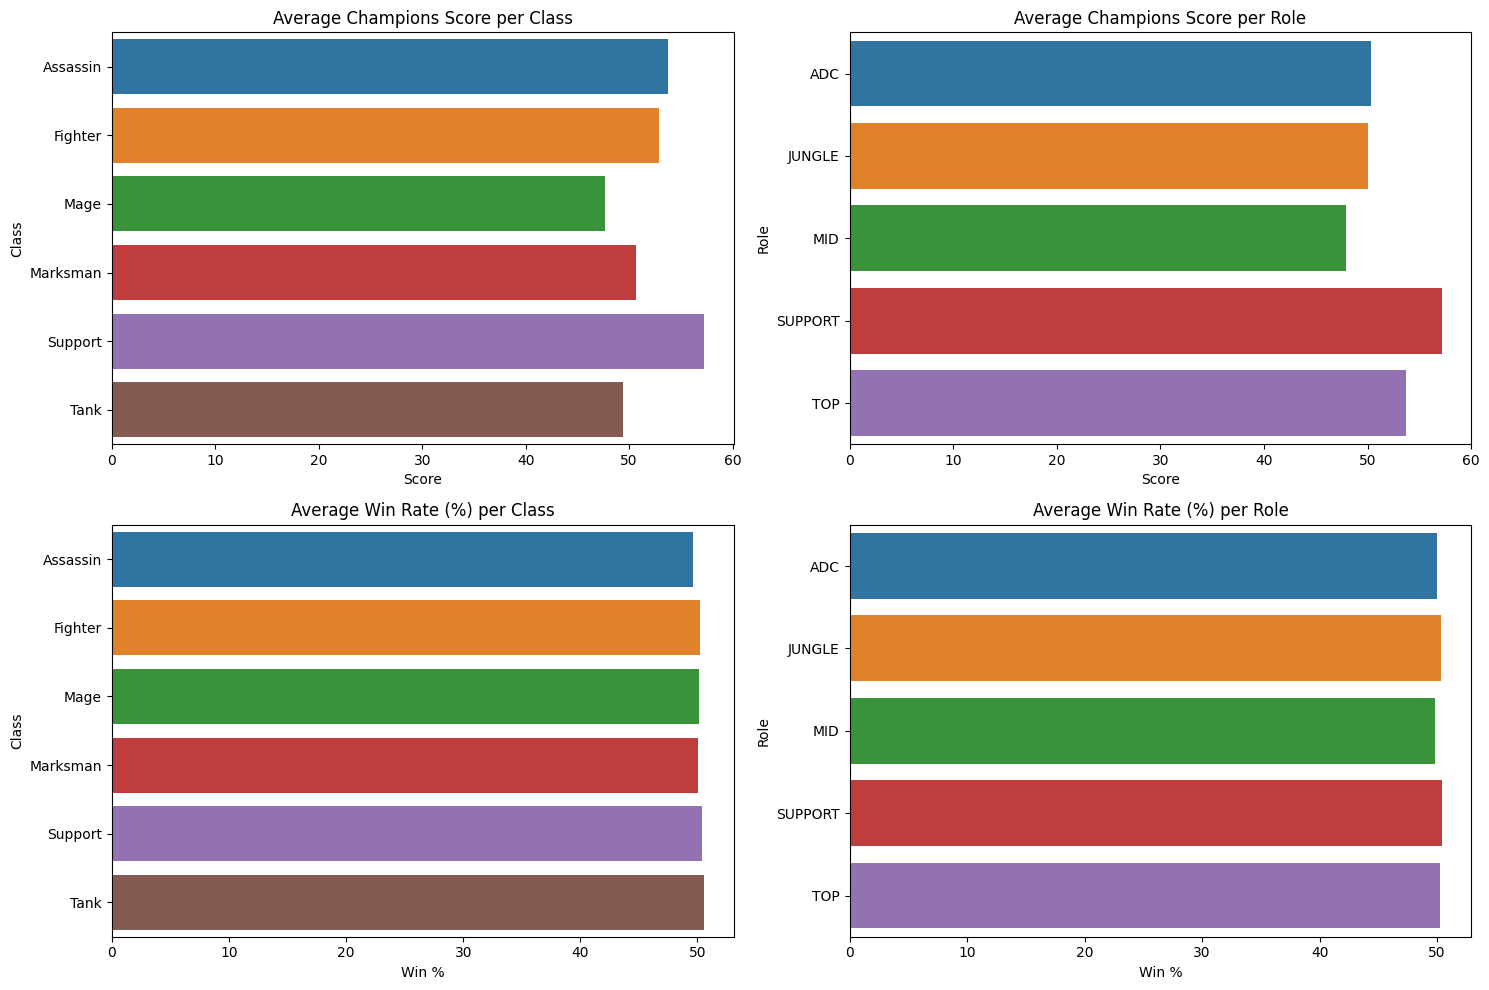 Average Champions Score per Class
Class
Assassin
Fighter
Mage
Marksman
Support
Tank
0 10 20 30 40 50 60
Score
Average Champions Score per Role
Role
ADC
JUNGLE
MID
SUPPORT
TOP
0 10 20 30 40 50 60
Score
Average Win Rate (%) per Class
Class
Assassin
Fighter
Mage
Marksman
Support
Tank
0 10 20 30 40 50
Win %
Average Win Rate (%) per Role
Role
ADC
JUNGLE
MID
SUPPORT
TOP
0 10 20 30 40 50
Win %